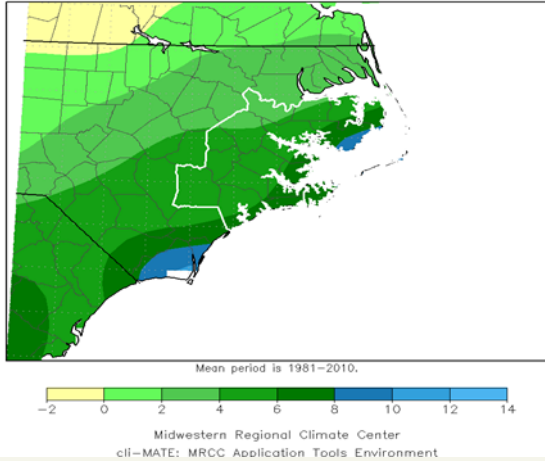 Mean period is 1981-2010.
-2 0 2 4 6 8 10 12 14
Midwestern Regional Climate Center
cli-MATE: MRCC Application Tools Environment